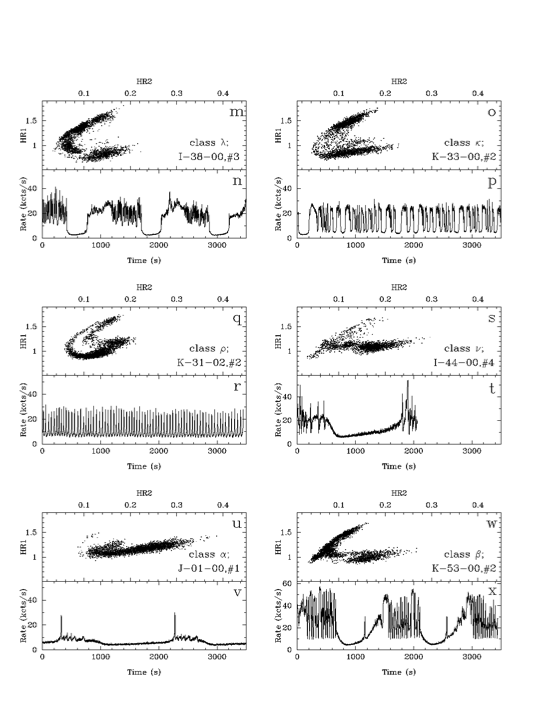 HR2 HR2
0.1 0.2 0.3 0.4 0.1 0.2 0.3 0.4
HR1 1.5 1 m HR1 1.5 1 o
class λ; class κ;
I-38-00,#3 K-33-00,#2
Rate (kcts/s) 40 20 0 n Rate (kcts/s) 40 20 0 p
0 1000 2000 3000 0 1000 2000 3000
Time (s) Time (s)
HR2 HR2
0.1 0.2 0.3 0.4 0.1 0.2 0.3 0.4
HR1 1.5 1 q HR1 1.5 1 s
class ρ; class ν;
K-31-02,#2 I-44-00,#4
Rate (kcts/s) 40 20 0 r Rate (kcts/s) 40 20 0 t
0 1000 2000 3000 0 1000 2000 3000
Time (s) Time (s)
HR2 HR2
0.1 0.2 0.3 0.4 0.1 0.2 0.3 0.4
HR1 1.5 1 u HR1 1.5 1 w
class α; class β;
J-01-00,#1 K-53-00,#2
Rate (kcts/s) 40 20 0 v Rate (kcts/s) 60 40 20 0 x
0 1000 2000 3000 0 1000 2000 3000
Time (s) Time (s)